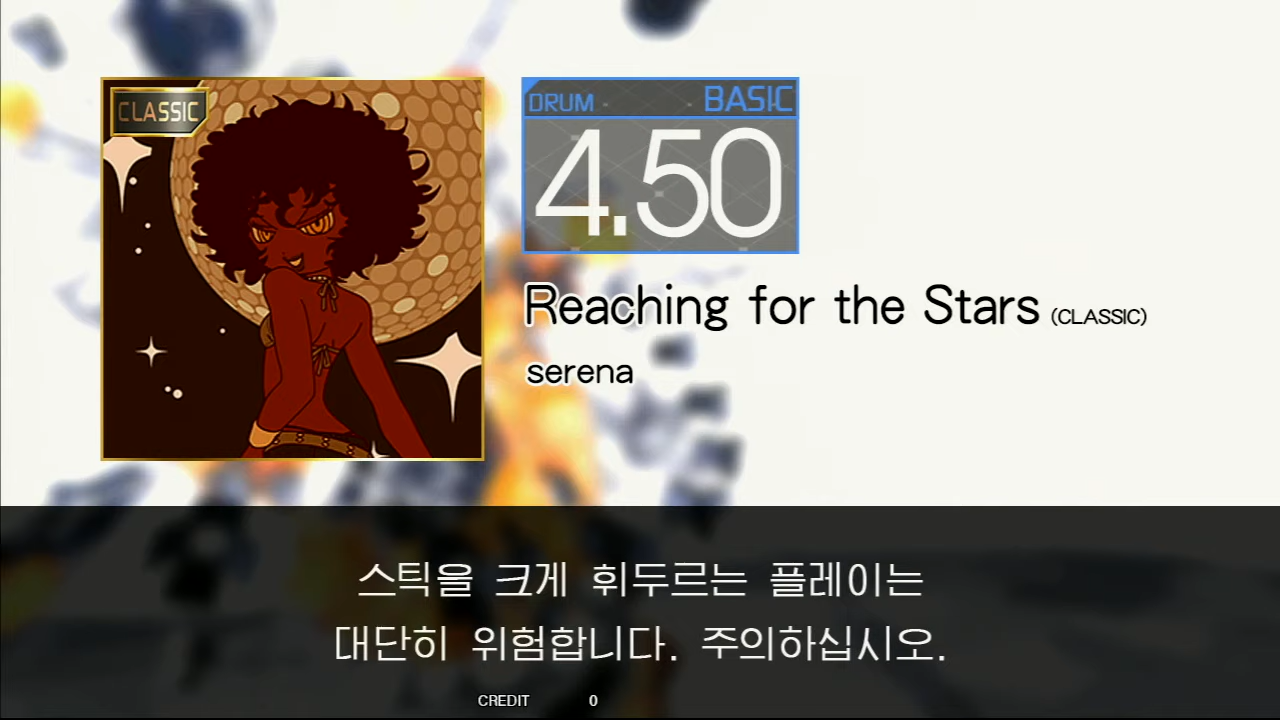 CLASSIC
DRUM BASIC
4.50
Reaching for the Stars (CLASSIC)
serena
스틱을 크게 휘두르는 플레이는
대단히 위험합니다. 주의하십시오.
CREDIT 0